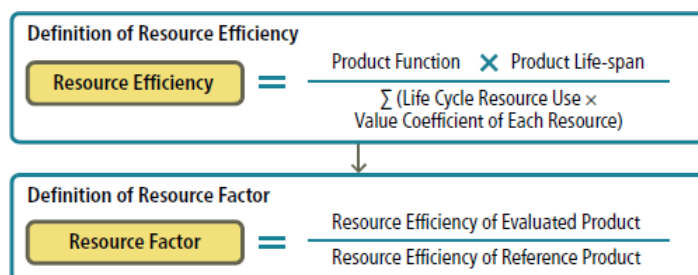 Definition of Resource Efficiency
Resource Efficiency = Product Function × Product Life-span
∑ (Life Cycle Resource Use ×
Value Coefficient of Each Resource)
Definition of Resource Factor
Resource Factor = Resource Efficiency of Evaluated Product
Resource Efficiency of Reference Product